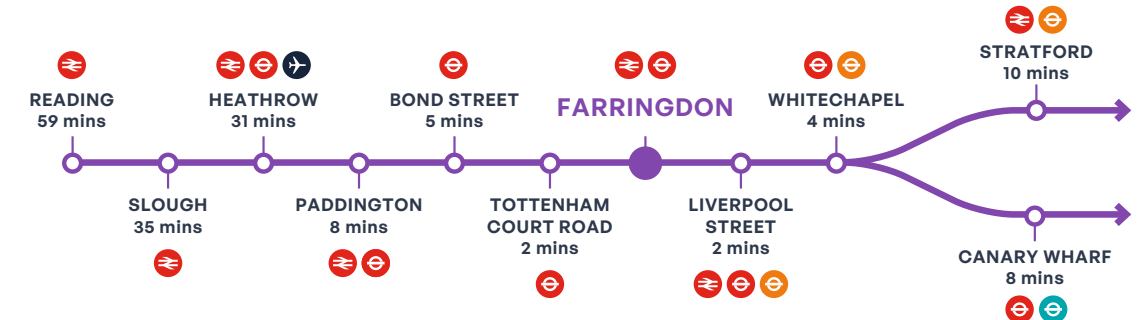 READING
59 mins
SLOUGH
35 mins
HEATHROW
31 mins
PADDINGTON
8 mins
BOND STREET
5 mins
TOTTENHAM
COURT ROAD
2 mins
FARRINGDON
LIVERPOOL
STREET
2 mins
WHITECHAPEL
4 mins
STRATFORD
10 mins
CANARY WHARF
8 mins